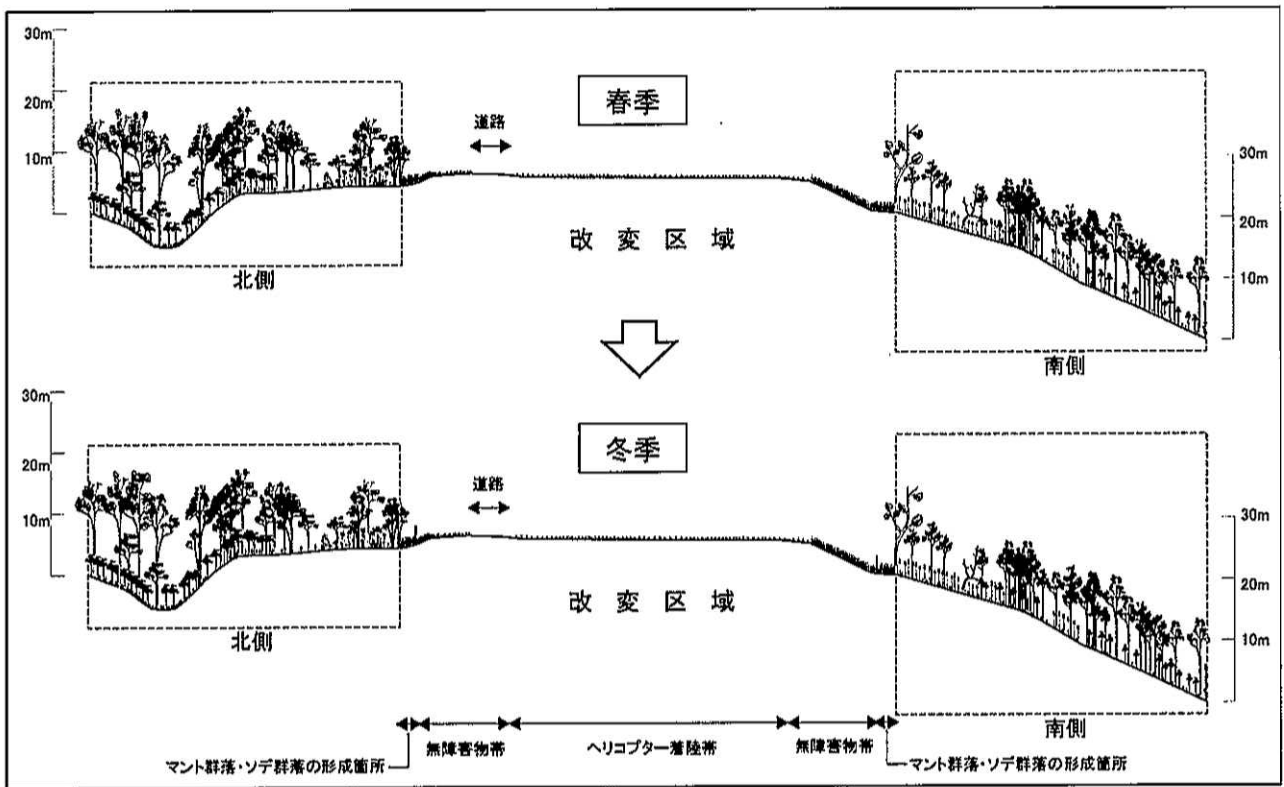 30m
20m
10m
春季
道路
改変区域
北側
30m
20m
10m
南側
30m
20m
10m
冬季
道路
改変区域
北側
30m
20m
10m
南側
無障害物帯
ヘリコプター着陸帯
無障害物帯
マント群落・ソデ群落の形成箇所
マント群落・ソデ群落の形成箇所